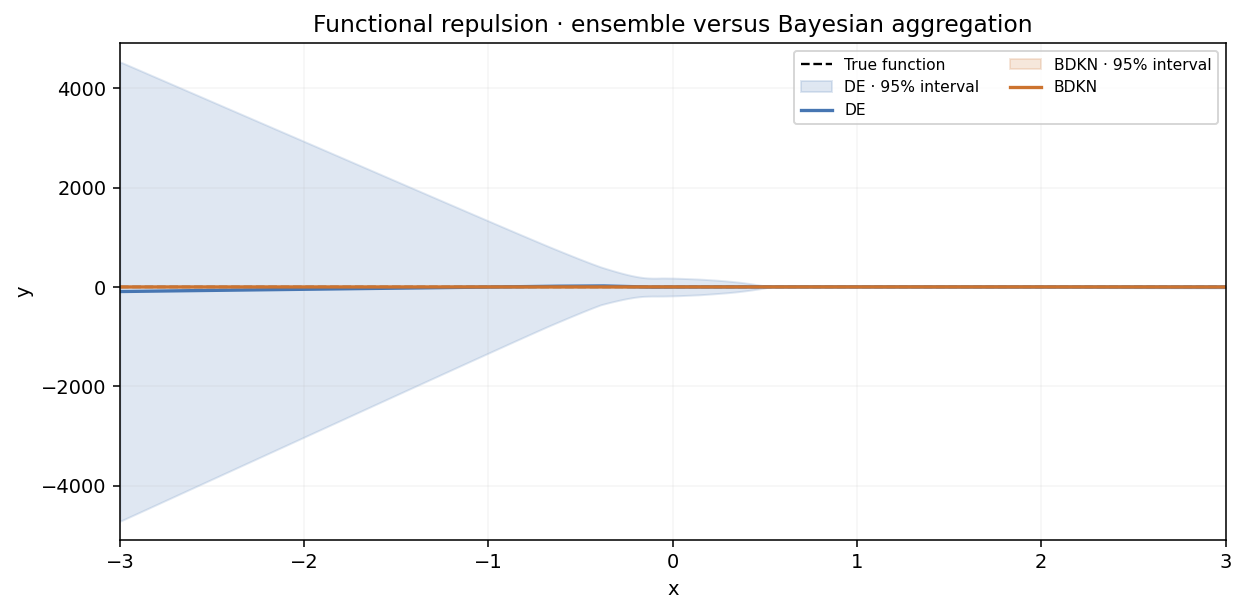 Functional repulsion · ensemble versus Bayesian aggregation
True function
DE · 95% interval
DE
BDKN · 95% interval
BDKN
4000
2000
0
−2000
−4000
y
−3
−2
−1
0
1
2
3
x